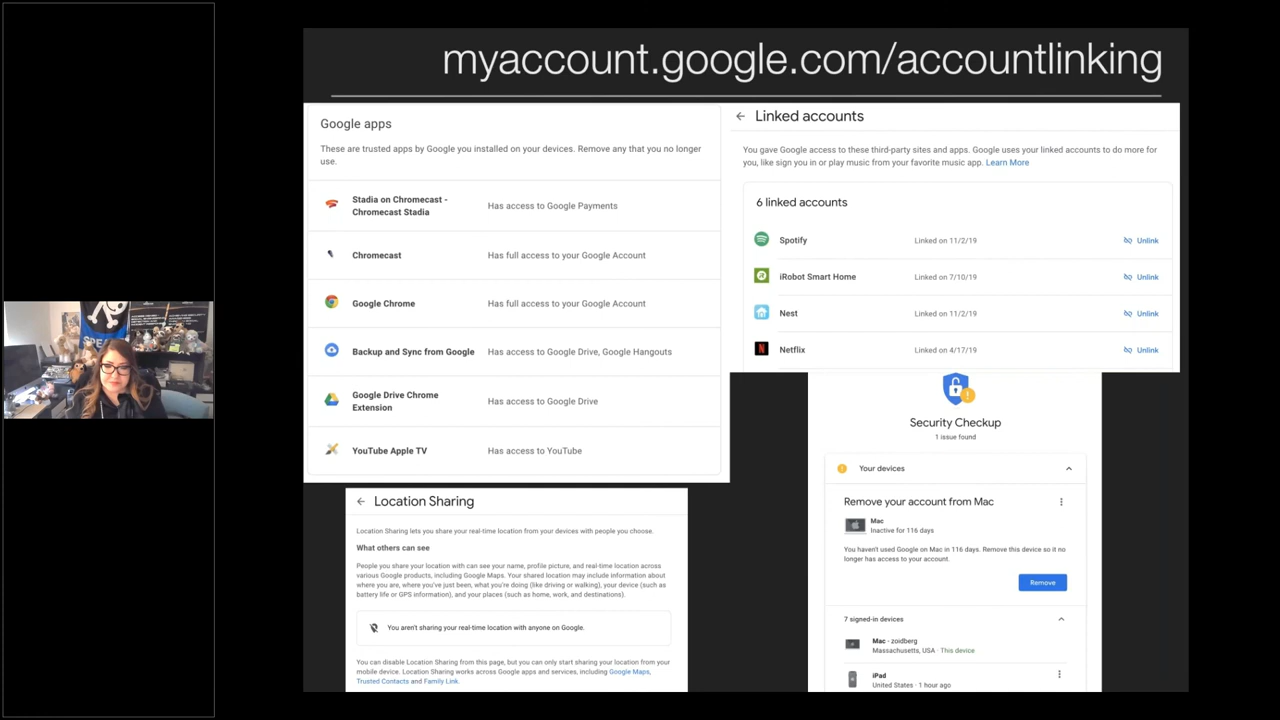 myaccount.google.com/accountlinking
Google apps
These are trusted apps by Google you installed on your devices. Remove any that you no longer
use.
Stadia on Chromecast -
Chromecast Stadia
Has access to Google Payments
Chromecast
Has full access to your Google Account
Google Chrome
Has full access to your Google Account
Backup and Sync from Google
Has access to Google Drive, Google Hangouts
Google Drive Chrome
Extension
Has access to Google Drive
YouTube Apple TV
Has access to YouTube
Linked accounts
You gave Google access to these third-party sites and apps. Google uses your linked accounts to do more for
you, like sign you in or play music from your favorite music app. Learn More
6 linked accounts
Spotify Linked on 11/2/19 Unlink
iRobot Smart Home Linked on 7/10/19 Unlink
Nest Linked on 11/2/19 Unlink
Netflix Linked on 4/17/19 Unlink
Location Sharing
Location Sharing lets you share your real-time location from your devices with people you choose.
What others can see
People you share your location with can see your name, profile picture, and real-time location across
various Google products, including Google Maps. Your shared location may include information about
where you are, where you've just been, what you're doing (like driving or walking), your device (such as
battery life or GPS information), and your places (such as home, work, and destinations).
You aren't sharing your real-time location with anyone on Google.
You can disable Location Sharing from this page, but you can only start sharing your location from your
mobile device. Location Sharing works across Google apps and services, including Google Maps,
Trusted Contacts and Family Link.
Security Checkup
1 issue found
Your devices
Remove your account from Mac
Mac
Inactive for 116 days
You haven't used Google on Mac in 116 days. Remove this device so it no
longer has access to your account.
Remove
7 signed-in devices
Mac - zoidberg
Massachusetts, USA - This device
iPad
United States - 1 hour ago